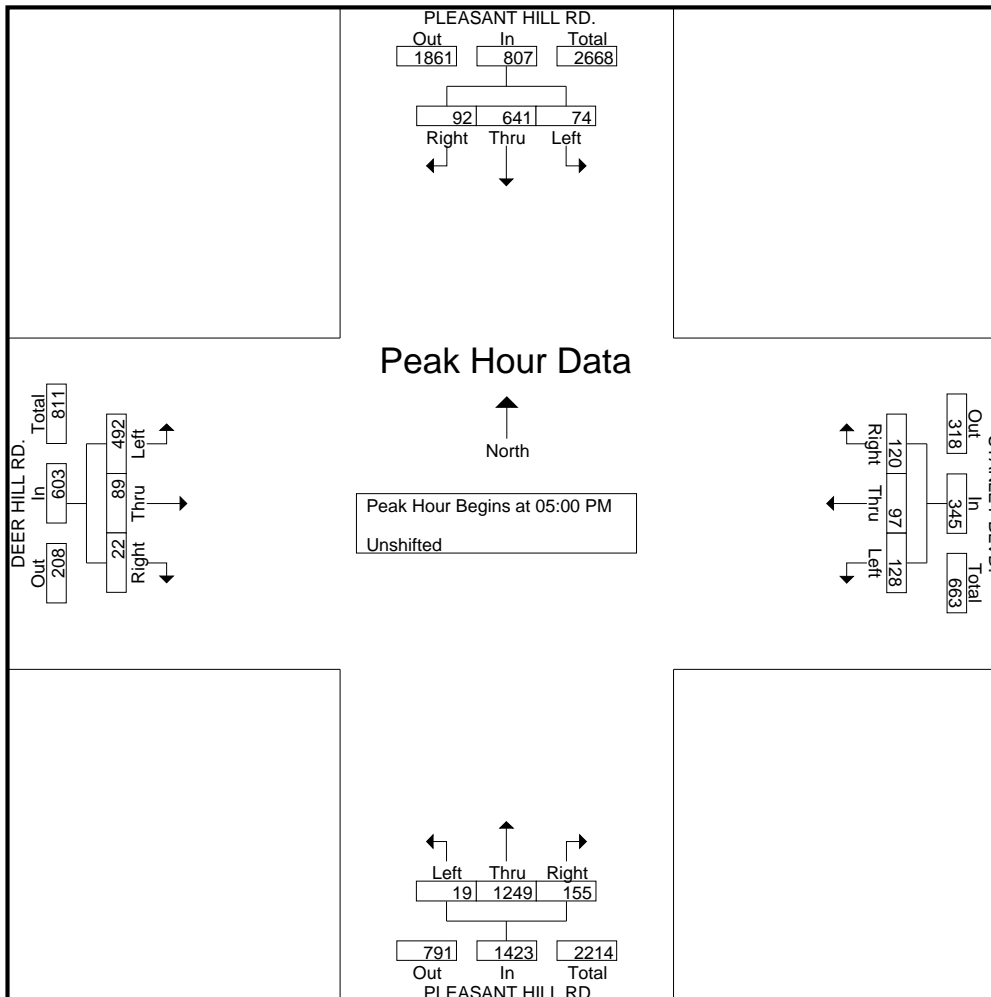 PLEASANT HILL RD.
Out In Total
1861 807 2668
92 641 74
Right Thru Left
Peak Hour Data
North
Peak Hour Begins at 05:00 PM
Unshifted
DEER HILL RD.
Total In Out
811 603 208
492 89 22
Left Thru Right
Right Thru Left
120 97 128
318 345 663
Out In Total
Left Thru Right
19 1249 155
791 1423 2214
Out In Total
PLEASANT HILL RD